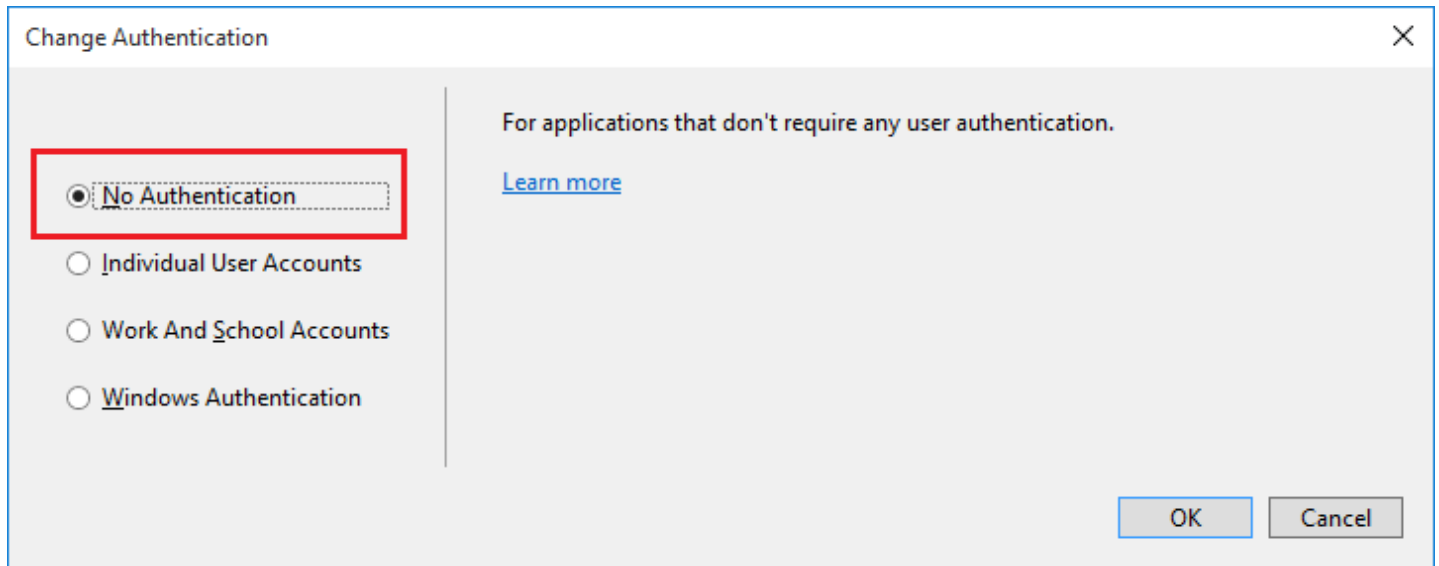 Change Authentication
For applications that don't require any user authentication.
Learn more
No Authentication
Individual User Accounts
Work And School Accounts
Windows Authentication
OK
Cancel